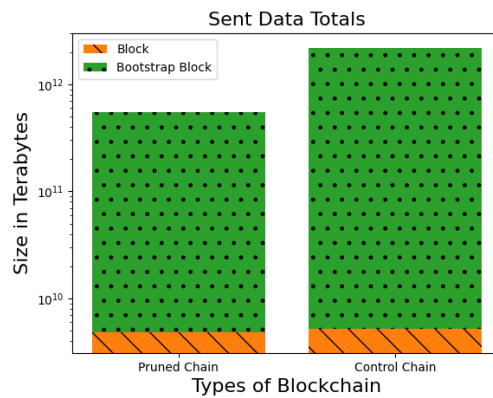 Sent Data Totals
Block
Bootstrap Block
10¹²
10¹¹
10¹⁰
Size in Terabytes
Pruned Chain
Control Chain
Types of Blockchain